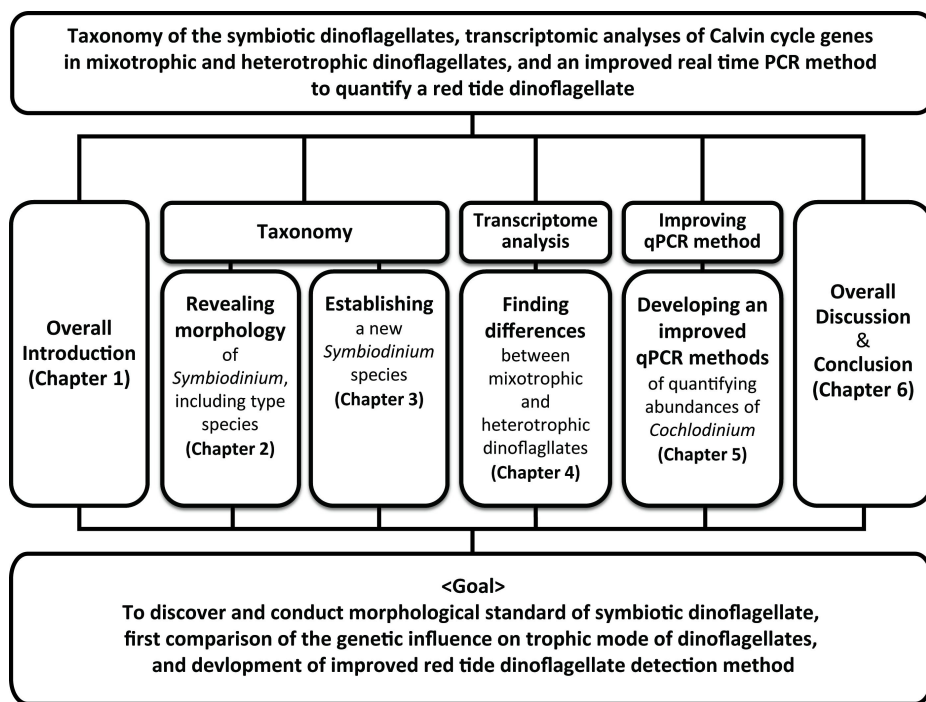 Taxonomy of the symbiotic dinoflagellates, transcriptomic analyses of Calvin cycle genes
in mixotrophic and heterotrophic dinoflagellates, and an improved real time PCR method
to quantify a red tide dinoflagellate
Overall
Introduction
(Chapter 1)
Taxonomy
Revealing
morphology
of
Symbiodinium,
including type
species
(Chapter 2)
Establishing
a new
Symbiodinium
species
(Chapter 3)
Transcriptome
analysis
Finding
differences
between
mixotrophic
and
heterotrophic
dinoflagllates
(Chapter 4)
Improving
qPCR method
Developing an
improved
qPCR methods
of quantifying
abundances of
Cochlodinium
(Chapter 5)
Overall
Discussion
&
Conclusion
(Chapter 6)
<Goal>
To discover and conduct morphological standard of symbiotic dinoflagellate,
first comparison of the genetic influence on trophic mode of dinoflagellates,
and devlopment of improved red tide dinoflagellate detection method